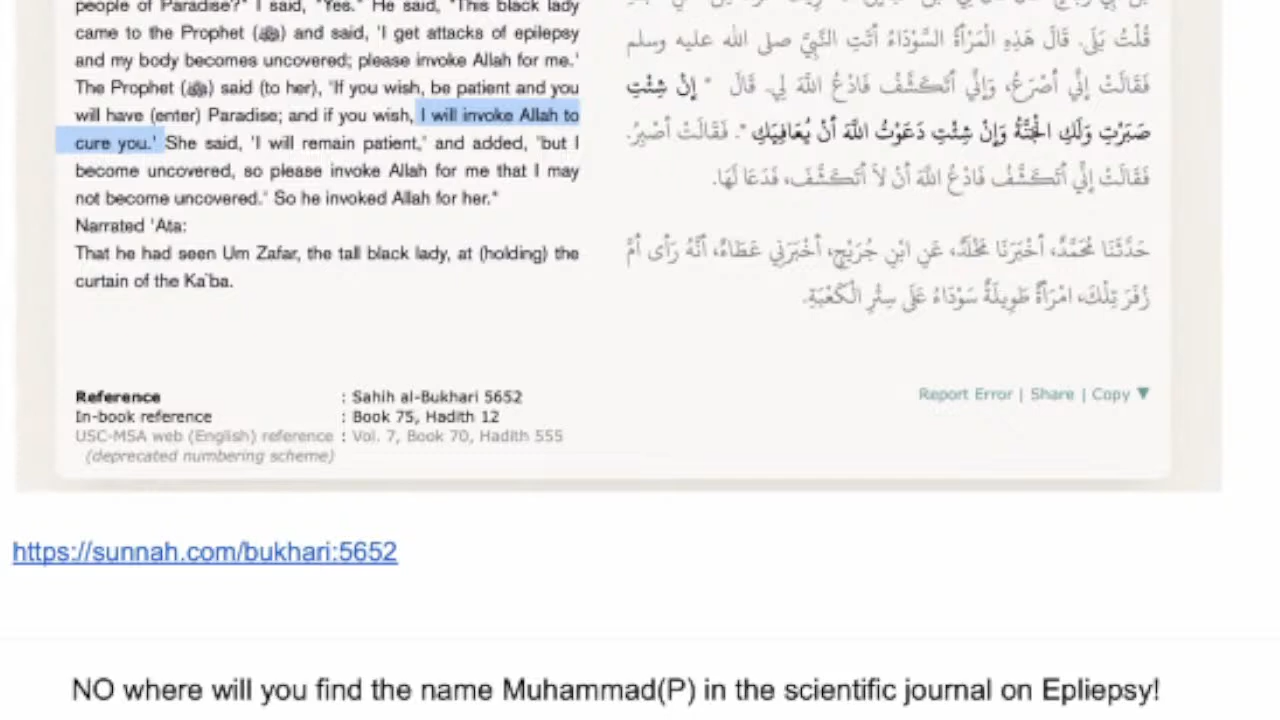 people of Paradise?" I said, "Yes." He said, "This black lady
came to the Prophet (ﷺ) and said, 'I get attacks of epilepsy
and my body becomes uncovered; please invoke Allah for me.'
The Prophet (ﷺ) said (to her), 'If you wish, be patient and you
will have (enter) Paradise; and if you wish, I will invoke Allah to
cure you.' She said, 'I will remain patient,' and added, 'but I
become uncovered, so please invoke Allah for me that I may
not become uncovered.' So he invoked Allah for her."
Narrated 'Ata:
That he had seen Um Zafar, the tall black lady, at (holding) the
curtain of the Ka`ba.
قُلْتُ بَلَى. قَالَ هَذِهِ الْمَرْأَةُ السَّوْدَاءُ أَتَتِ النَّبِيَّ صلى الله عليه وسلم
فَقَالَتْ إِنِّي أُصْرَعُ، وَإِنِّي أَتَكَشَّفُ فَادْعُ اللَّهَ لِي. قَالَ " إِنْ شِئْتِ
صَبَرْتِ وَلَكِ الْجَنَّةُ وَإِنْ شِئْتِ دَعَوْتُ اللَّهَ أَنْ يُعَافِيَكِ ". فَقَالَتْ أَصْبِرُ.
فَقَالَتْ إِنِّي أَتَكَشَّفُ فَادْعُ اللَّهَ أَنْ لاَ أَتَكَشَّفَ، فَدَعَا لَهَا.
حَدَّثَنَا مُحَمَّدٌ، أَخْبَرَنَا مَخْلَدٌ، عَنِ ابْنِ جُرَيْجٍ، أَخْبَرَنِي عَطَاءٌ، أَنَّهُ رَأَى أُمَّ
زُفَرَ تِلْكَ، امْرَأَةٌ طَوِيلَةٌ سَوْدَاءُ عَلَى سِتْرِ الْكَعْبَةِ.
Reference : Sahih al-Bukhari 5652
In-book reference : Book 75, Hadith 12
USC-MSA web (English) reference : Vol. 7, Book 70, Hadith 555
(deprecated numbering scheme)
Report Error | Share | Copy ▼
https://sunnah.com/bukhari:5652
NO where will you find the name Muhammad(P) in the scientific journal on Epliepsy!